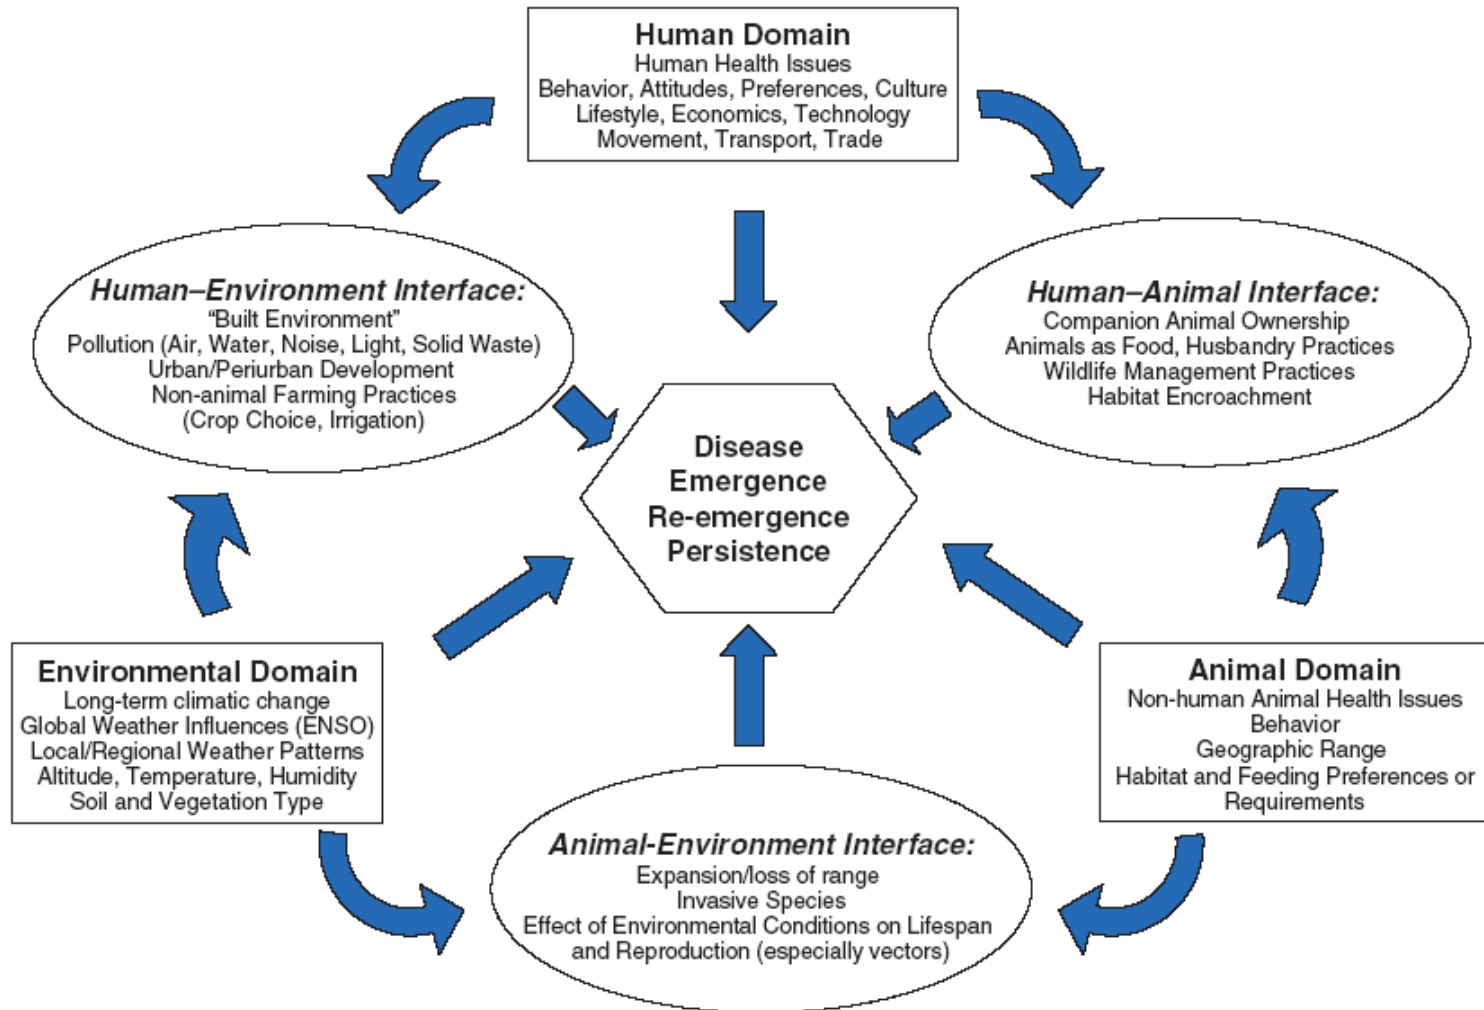 Human Domain
Human Health Issues
Behavior, Attitudes, Preferences, Culture
Lifestyle, Economics, Technology
Movement, Transport, Trade
Human–Environment Interface:
“Built Environment”
Pollution (Air, Water, Noise, Light, Solid Waste)
Urban/Periurban Development
Non-animal Farming Practices
(Crop Choice, Irrigation)
Human–Animal Interface:
Companion Animal Ownership
Animals as Food, Husbandry Practices
Wildlife Management Practices
Habitat Encroachment
Disease
Emergence
Re-emergence
Persistence
Environmental Domain
Long-term climatic change
Global Weather Influences (ENSO)
Local/Regional Weather Patterns
Altitude, Temperature, Humidity
Soil and Vegetation Type
Animal Domain
Non-human Animal Health Issues
Behavior
Geographic Range
Habitat and Feeding Preferences or
Requirements
Animal-Environment Interface:
Expansion/loss of range
Invasive Species
Effect of Environmental Conditions on Lifespan
and Reproduction (especially vectors)